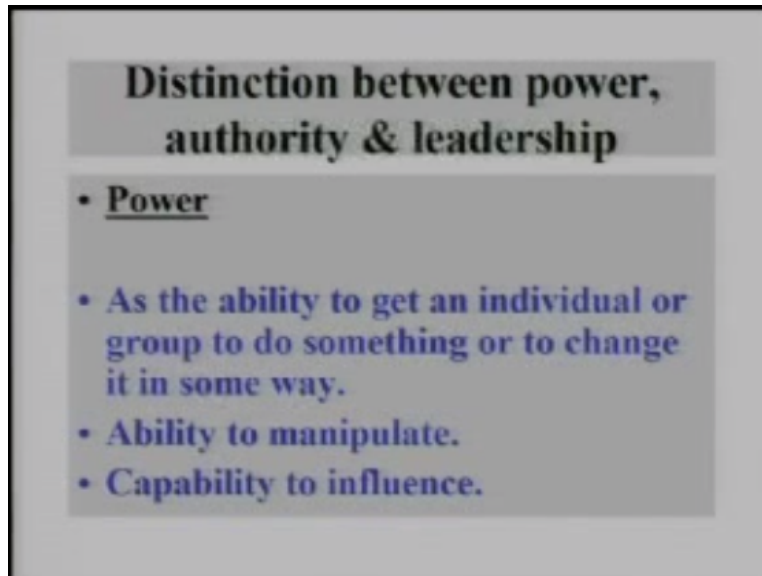 Distinction between power,
authority & leadership
• Power
• As the ability to get an individual or
group to do something or to change
it in some way.
• Ability to manipulate.
• Capability to influence.